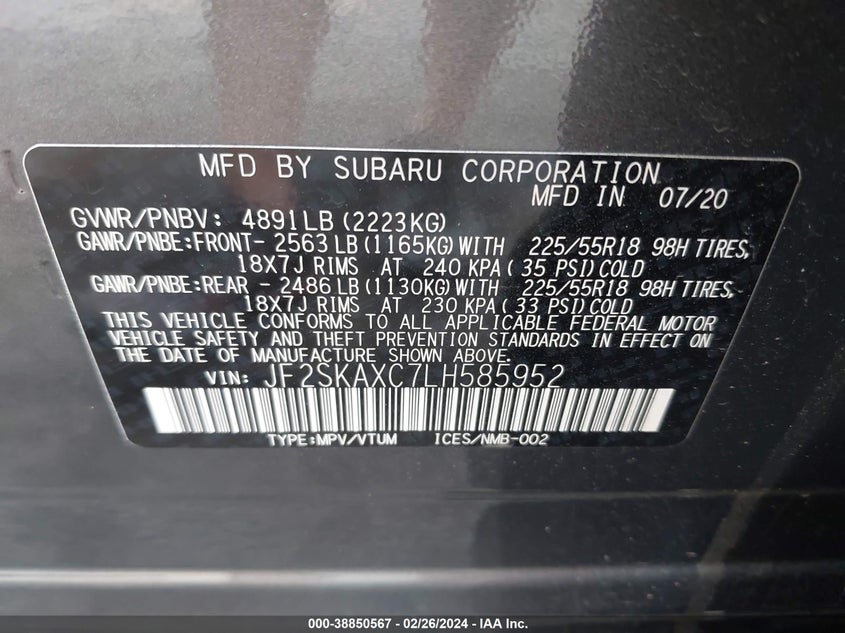 MFD BY SUBARU CORPORATION
MFD IN 07/20
GVWR/PNBV: 4891LB (2223KG)
GAWR/PNBE:FRONT- 2563 LB (1165KG) WITH 225/55R18 98H TIRES,
18X7J RIMS AT 240 KPA ( 35 PSI) COLD
GAWR/PNBE:REAR - 2486 LB (1130KG) WITH 225/55R18 98H TIRES,
18X7J RIMS AT 230 KPA ( 33 PSI) COLD
THIS VEHICLE CONFORMS TO ALL APPLICABLE FEDERAL MOTOR
VEHICLE SAFETY AND THEFT PREVENTION STANDARDS IN EFFECT ON
THE DATE OF MANUFACTURE SHOWN ABOVE.
VIN: JF2SKAXC7LH585952
TYPE:MPV/VTUM ICES/NMB-002
000-38850567 — 02/26/2024 — IAA Inc.